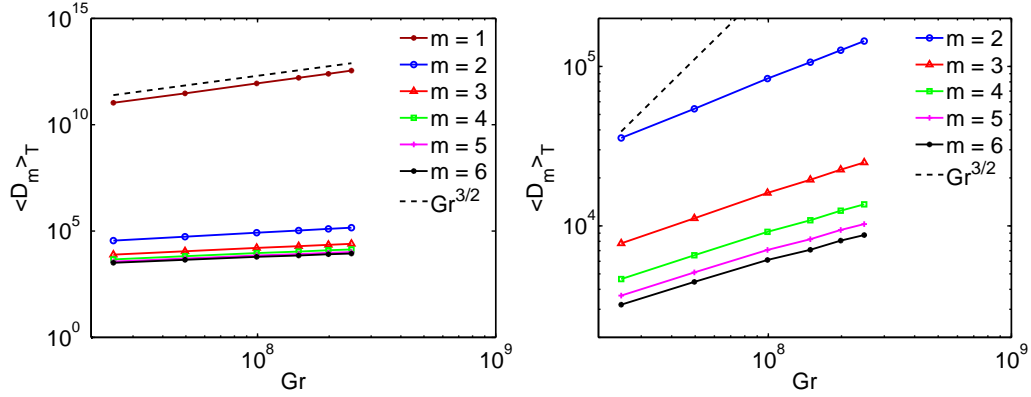 10^15
10^10
10^5
10^0
<D_m>_T
10^8
10^9
Gr
m = 1
m = 2
m = 3
m = 4
m = 5
m = 6
Gr^3/2
10^5
10^4
<D_m>_T
10^8
10^9
Gr
m = 2
m = 3
m = 4
m = 5
m = 6
Gr^3/2